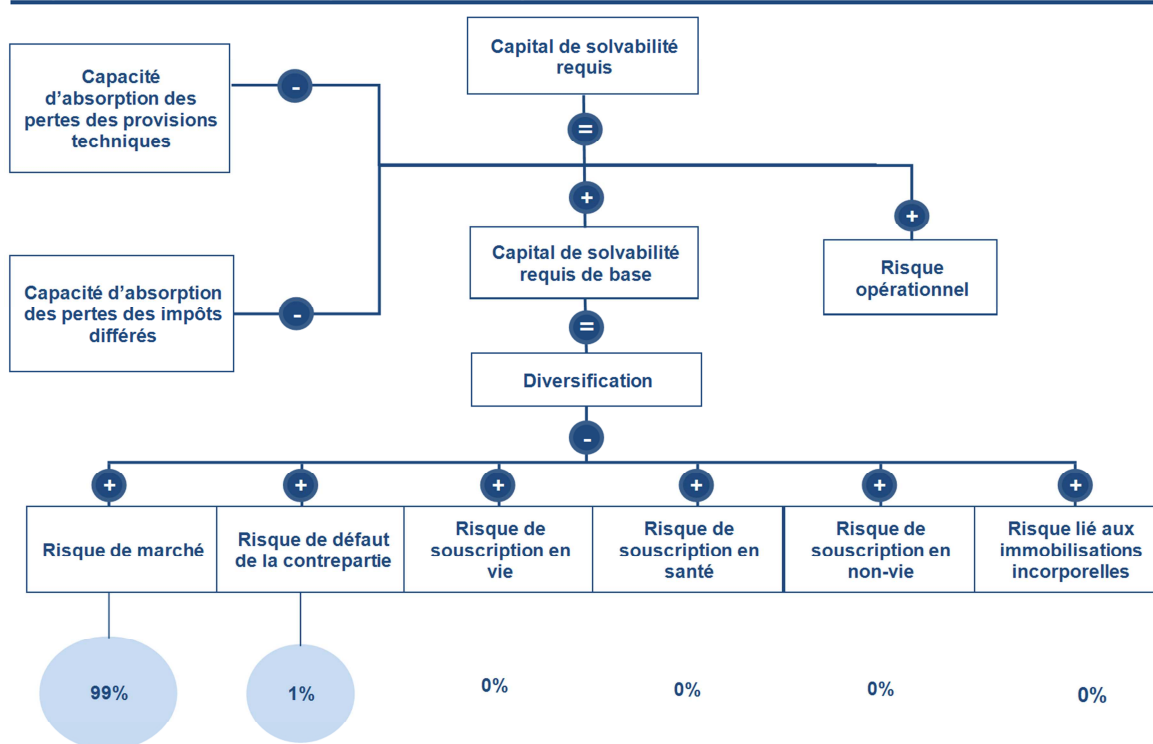 Capital de solvabilité
requis
Capacité
d’absorption des
pertes des provisions
techniques
-
=
+
+
Capital de solvabilité
requis de base
Risque
opérationnel
Capacité d’absorption
des pertes des impôts
différés
-
=
Diversification
-
+
+
+
+
+
+
Risque de marché
Risque de défaut
de la contrepartie
Risque de
souscription en
vie
Risque de
souscription en
santé
Risque de
souscription en
non-vie
Risque lié aux
immobilisations
incorporelles
99%
1%
0%
0%
0%
0%